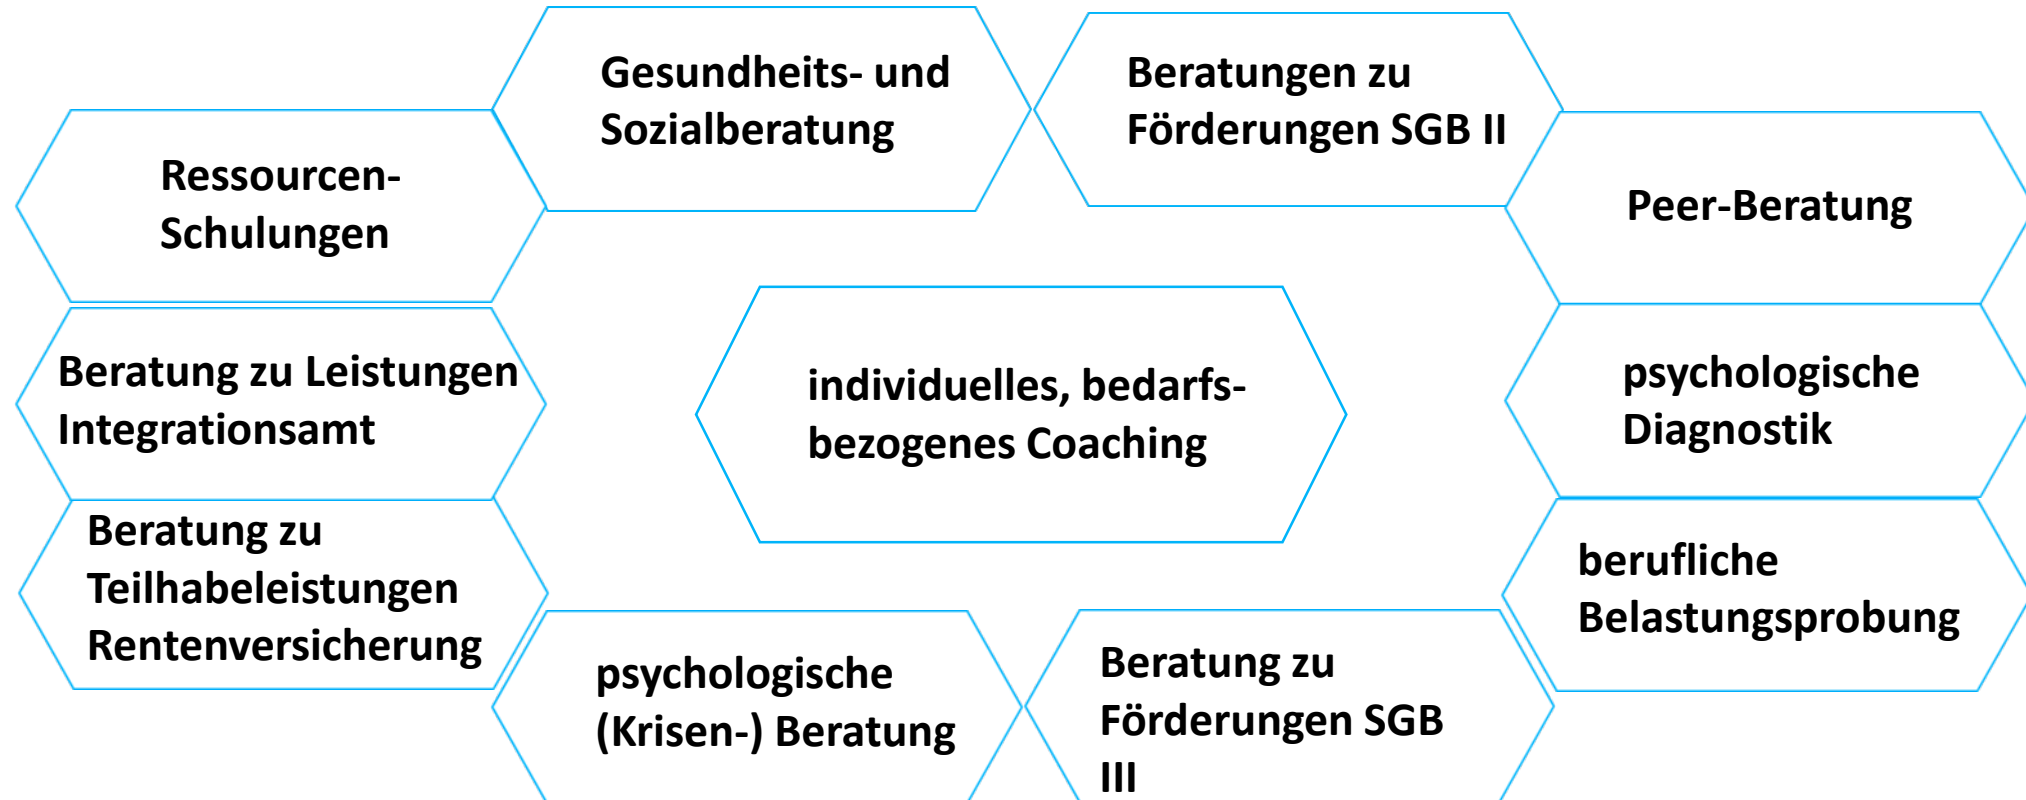 Gesundheits- und
Sozialberatung
Beratungen zu
Förderungen SGB II
Ressourcen-
Schulungen
Peer-Beratung
Beratung zu Leistungen
Integrationsamt
individuelles, bedarfs-
bezogenes Coaching
psychologische
Diagnostik
Beratung zu
Teilhabeleistungen
Rentenversicherung
berufliche
Belastungsprobung
psychologische
(Krisen-) Beratung
Beratung zu
Förderungen SGB
III